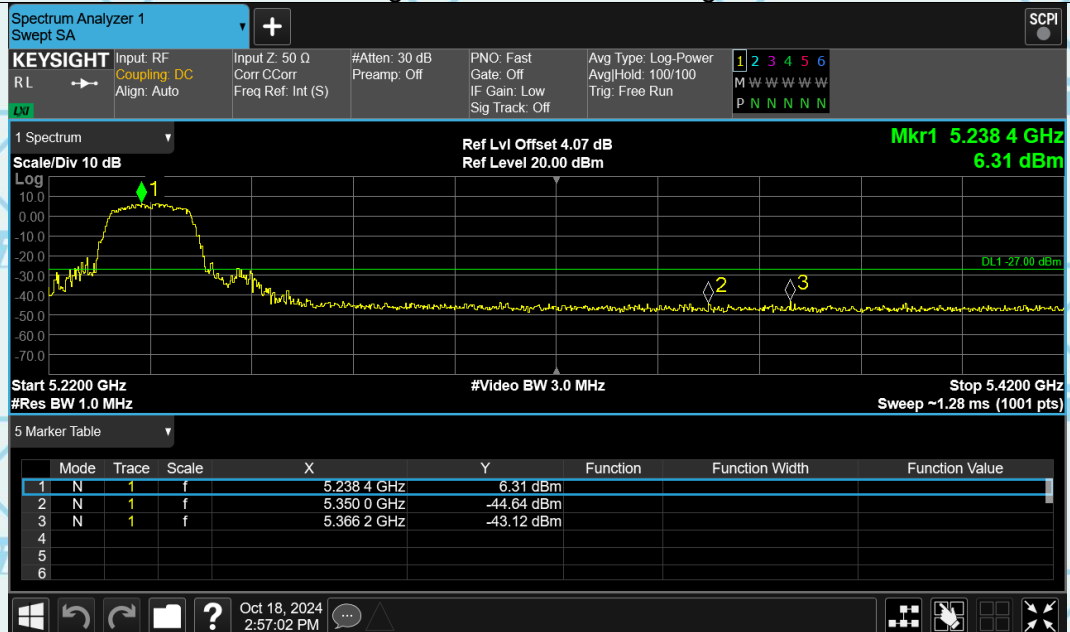 Spectrum Analyzer 1
Swept SA
+
SCPI
KEYSIGHT
RL
LXI
Input: RF
Coupling: DC
Align: Auto
Input Z: 50 Ω
Corr CCorr
Freq Ref: Int (S)
#Atten: 30 dB
Preamp: Off
PNO: Fast
Gate: Off
IF Gain: Low
Sig Track: Off
Avg Type: Log-Power
Avg|Hold: 100/100
Trig: Free Run
1 2 3 4 5 6
M W W W W W
P N N N N N
1 Spectrum
Scale/Div 10 dB
Ref Lvl Offset 4.07 dB
Ref Level 20.00 dBm
Mkr1 5.238 4 GHz
6.31 dBm
Log
10.0
0.00
-10.0
-20.0
-30.0
-40.0
-50.0
-60.0
-70.0
1
2
3
DL1 -27.00 dBm
Start 5.2200 GHz
#Video BW 3.0 MHz
Stop 5.4200 GHz
#Res BW 1.0 MHz
Sweep ~1.28 ms (1001 pts)
5 Marker Table
Mode Trace Scale X Y Function Function Width Function Value
1 N 1 f 5.238 4 GHz 6.31 dBm
2 N 1 f 5.350 0 GHz -44.64 dBm
3 N 1 f 5.366 2 GHz -43.12 dBm
4
5
6
?
Oct 18, 2024
2:57:02 PM